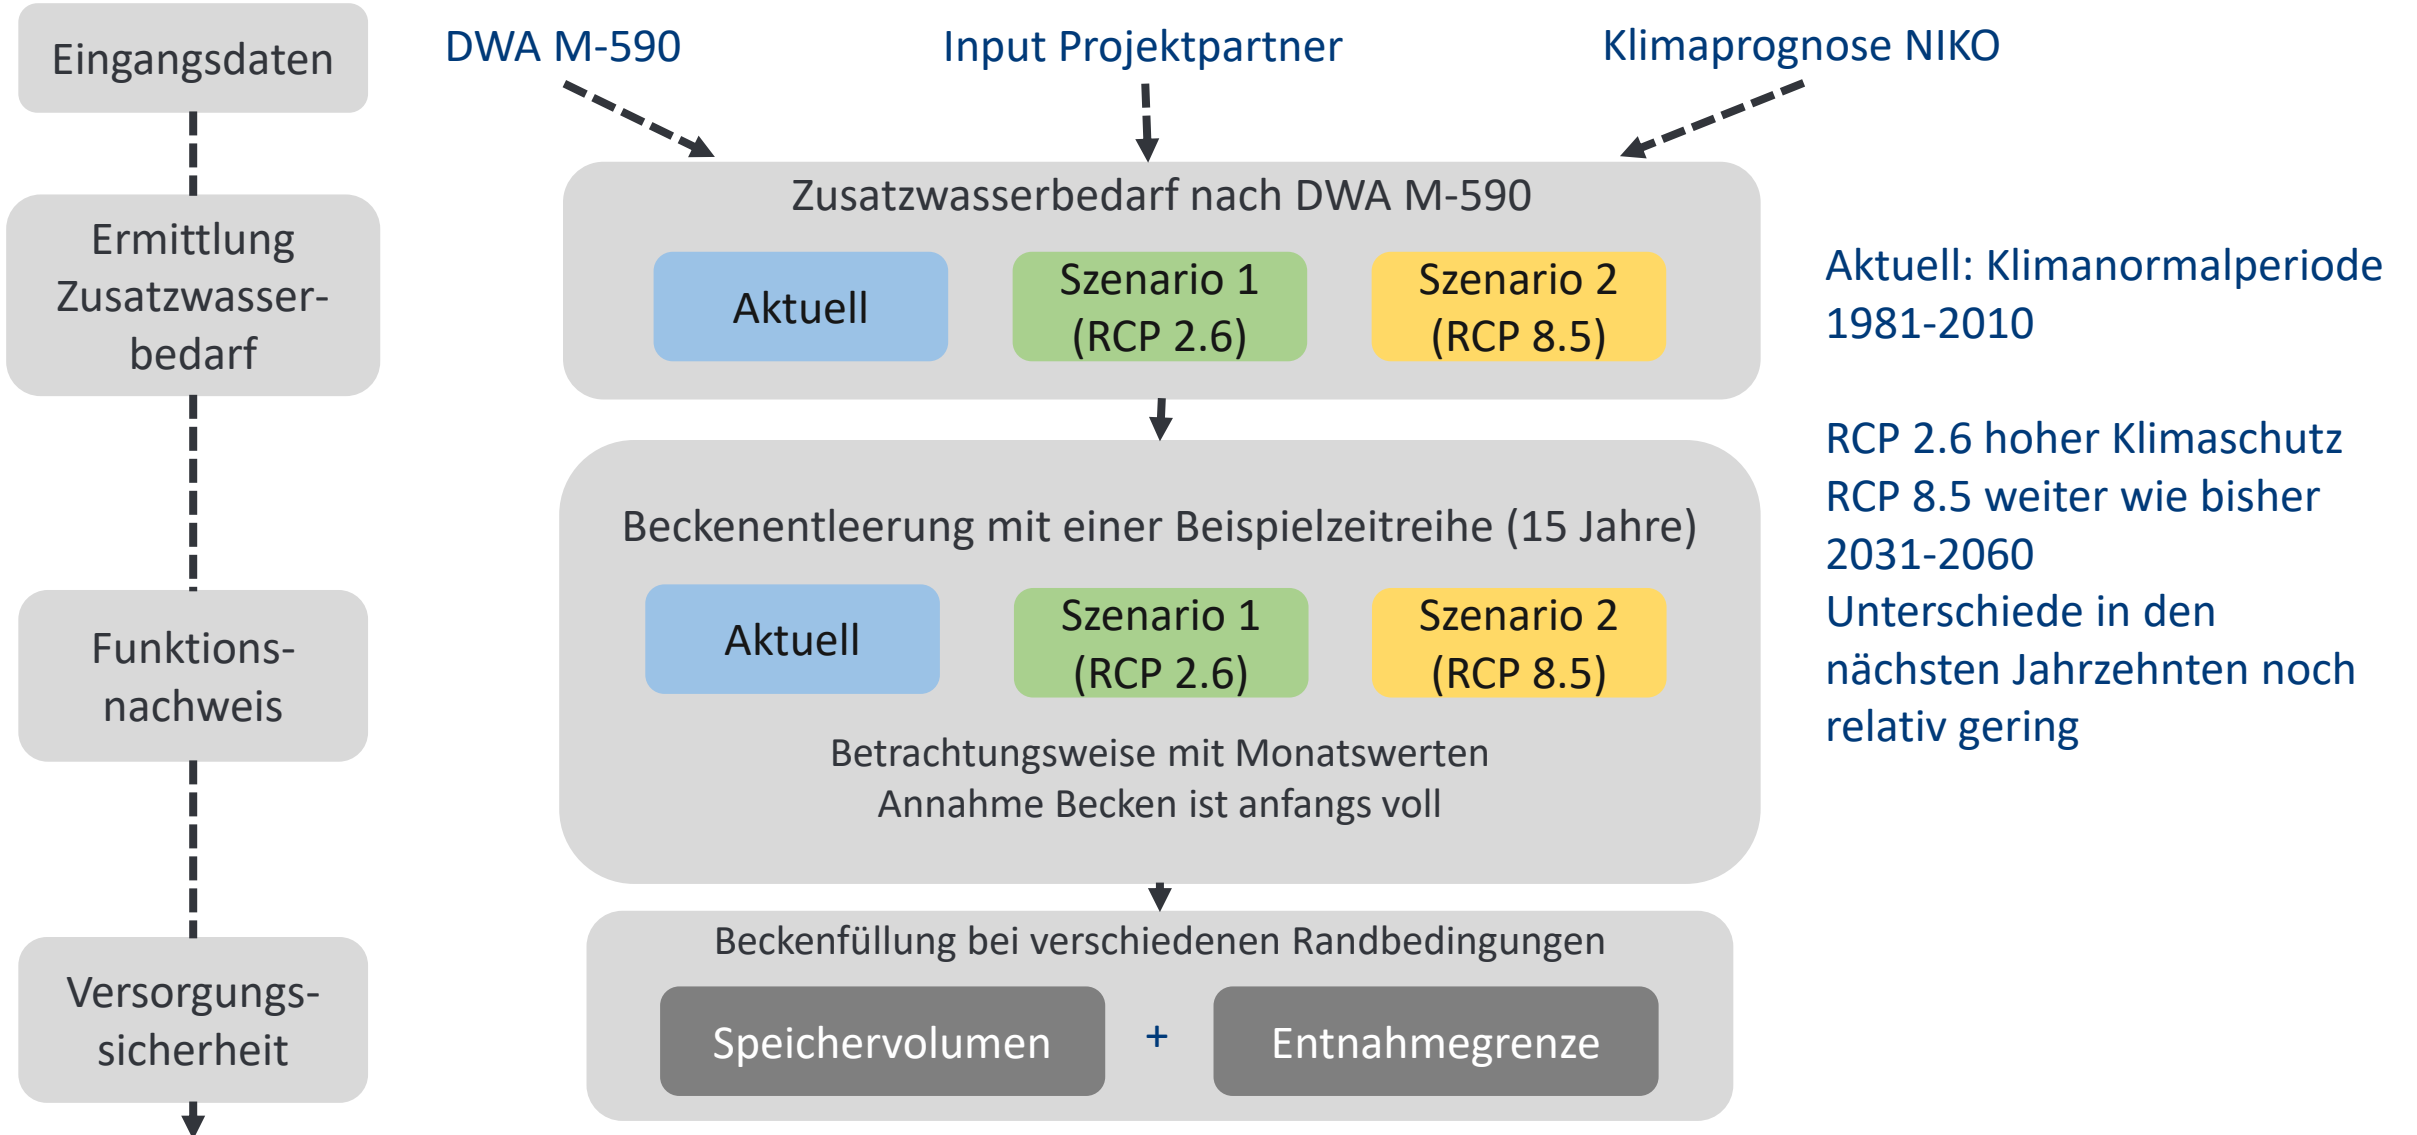 Eingangsdaten
DWA M-590
Input Projektpartner
Klimaprognose NIKO
Ermittlung
Zusatzwasser-
bedarf
Zusatzwasserbedarf nach DWA M-590
Aktuell
Szenario 1
(RCP 2.6)
Szenario 2
(RCP 8.5)
Aktuell: Klimanormalperiode
1981-2010
RCP 2.6 hoher Klimaschutz
RCP 8.5 weiter wie bisher
2031-2060
Unterschiede in den
nächsten Jahrzehnten noch
relativ gering
Funktions-
nachweis
Beckenentleerung mit einer Beispielzeitreihe (15 Jahre)
Aktuell
Szenario 1
(RCP 2.6)
Szenario 2
(RCP 8.5)
Betrachtungsweise mit Monatswerten
Annahme Becken ist anfangs voll
Versorgungs-
sicherheit
Beckenfüllung bei verschiedenen Randbedingungen
Speichervolumen
+
Entnahmegrenze